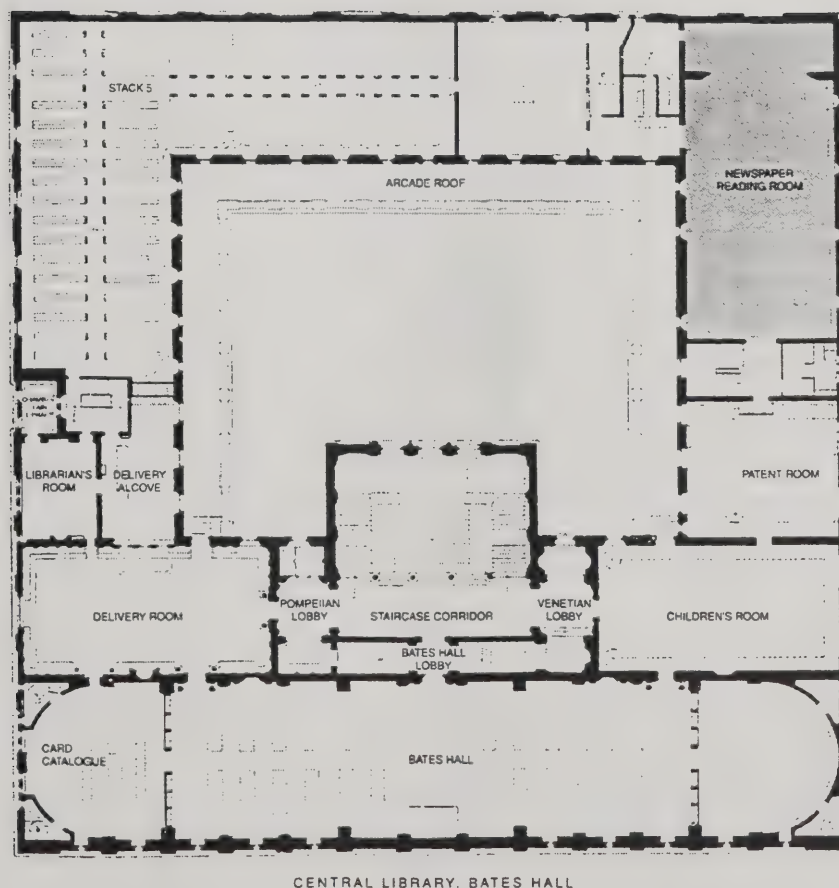 STACK 5
ARCADE ROOF
NEWSPAPER
READING ROOM
LIBRARIAN'S
ROOM
DELIVERY
ALCOVE
PATENT ROOM
DELIVERY ROOM
POMPEIIAN
LOBBY
STAIRCASE CORRIDOR
VENETIAN
LOBBY
CHILDREN'S ROOM
BATES HALL
LOBBY
CARD
CATALOGUE
BATES HALL
CENTRAL LIBRARY, BATES HALL